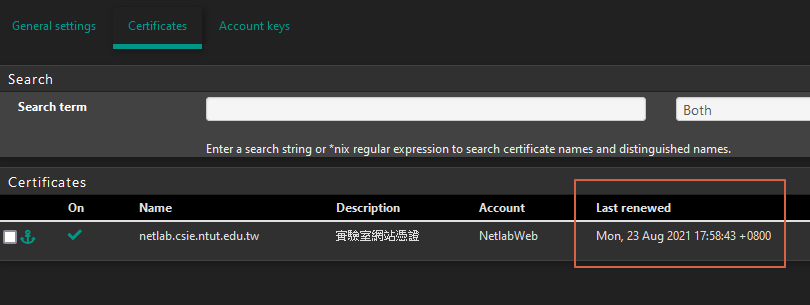 General settings Certificates Account keys
Search
Search term Both
Enter a search string or *nix regular expression to search certificate names and distinguished names.
Certificates
On Name Description Account Last renewed
netlab.csie.ntut.edu.tw 實驗室網站憑證 NetlabWeb Mon, 23 Aug 2021 17:58:43 +0800